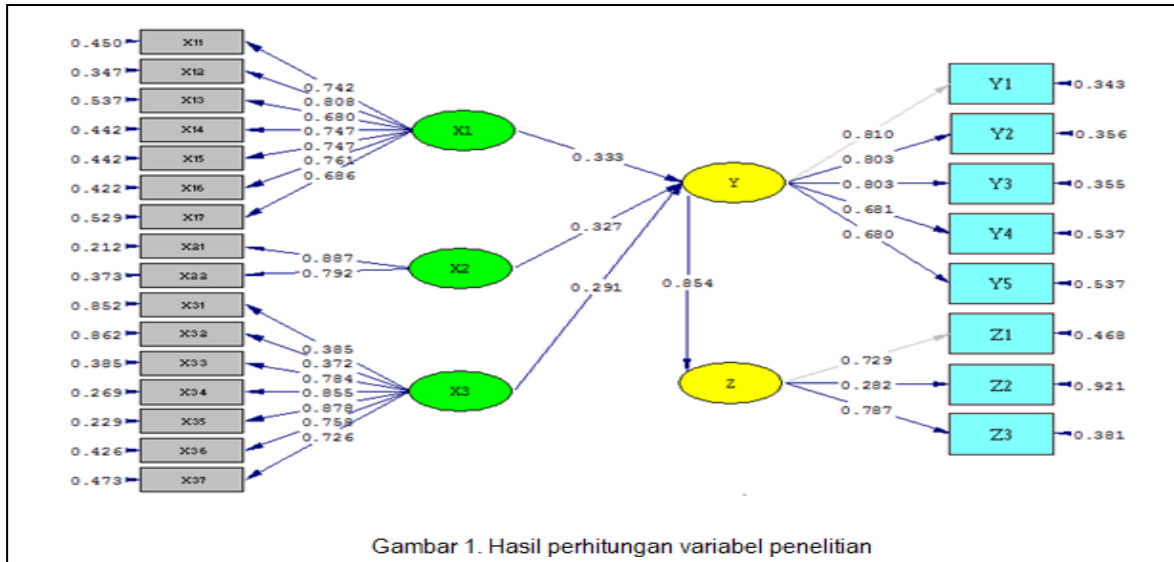 0.450 X11
0.347 X12
0.537 X13
0.442 X14
0.442 X15
0.422 X16
0.529 X17
0.212 X21
0.373 X22
0.852 X31
0.862 X32
0.385 X33
0.269 X34
0.229 X35
0.426 X36
0.473 X37
0.742
0.808
0.680
0.747
0.747
0.761
0.686
0.887
0.792
0.385
0.372
0.784
0.855
0.878
0.758
0.726
X1
X2
X3
0.333
0.327
0.291
Y
0.854
Z
0.810
0.803
0.803
0.681
0.680
0.729
0.282
0.787
Y1 0.343
Y2 0.356
Y3 0.355
Y4 0.537
Y5 0.537
Z1 0.468
Z2 0.921
Z3 0.381
Gambar 1. Hasil perhitungan variabel penelitian